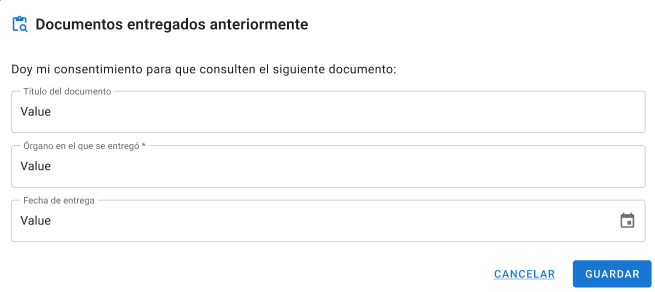 Documentos entregados anteriormente
Doy mi consentimiento para que consulten el siguiente documento:
Título del documento
Value
Órgano en el que se entregó *
Value
Fecha de entrega
Value
CANCELAR
GUARDAR